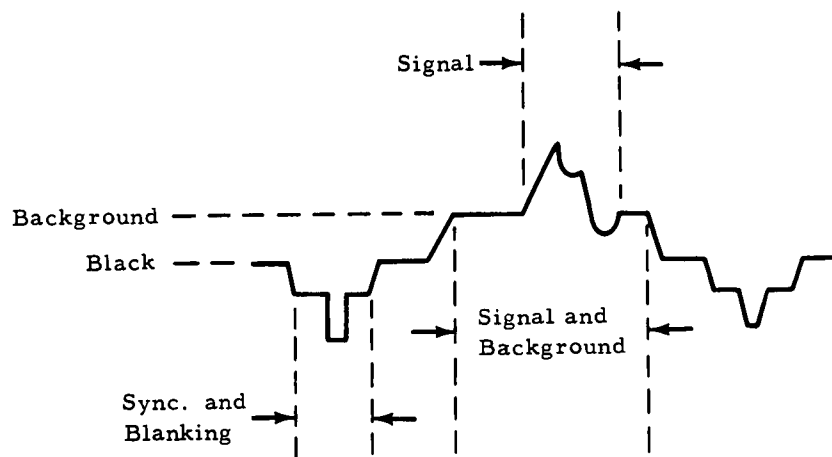 Signal
Background
Black
Signal and
Background
Sync. and
Blanking